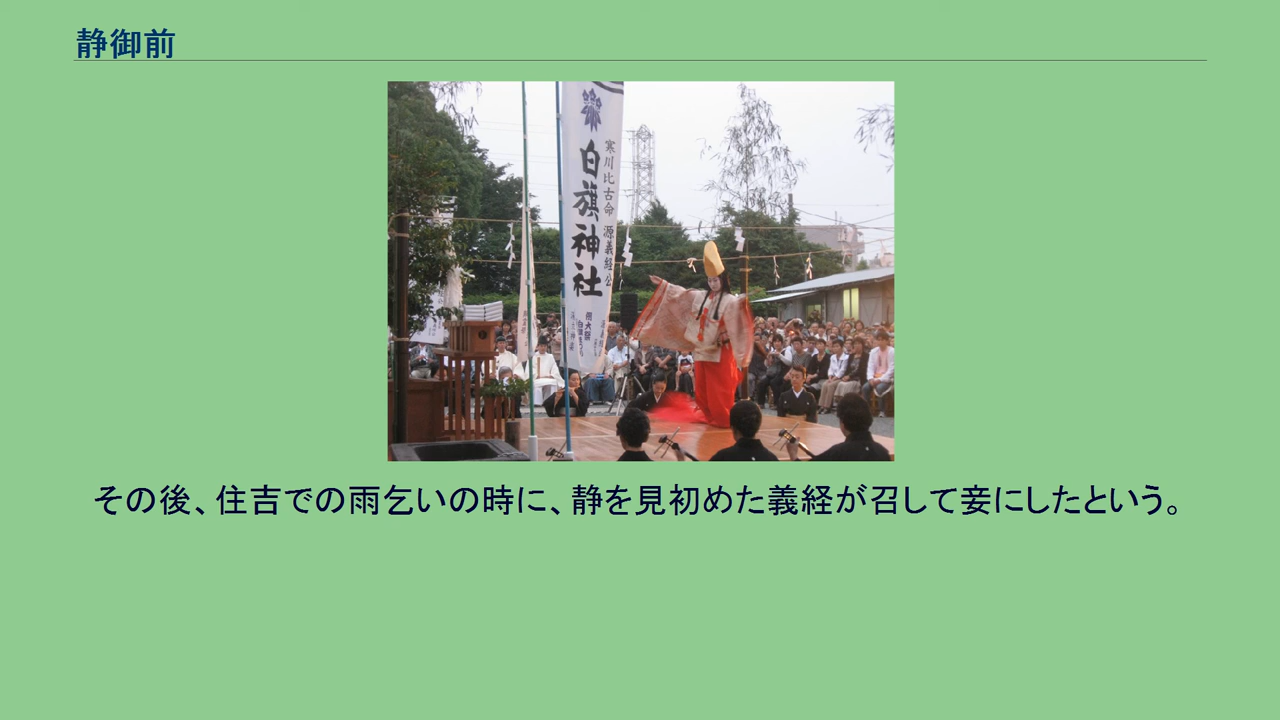 静御前
白旗神社
寒川比古命 源義経公
その後、住吉での雨乞いの時に、静を見初めた義経が召して妾にしたという。